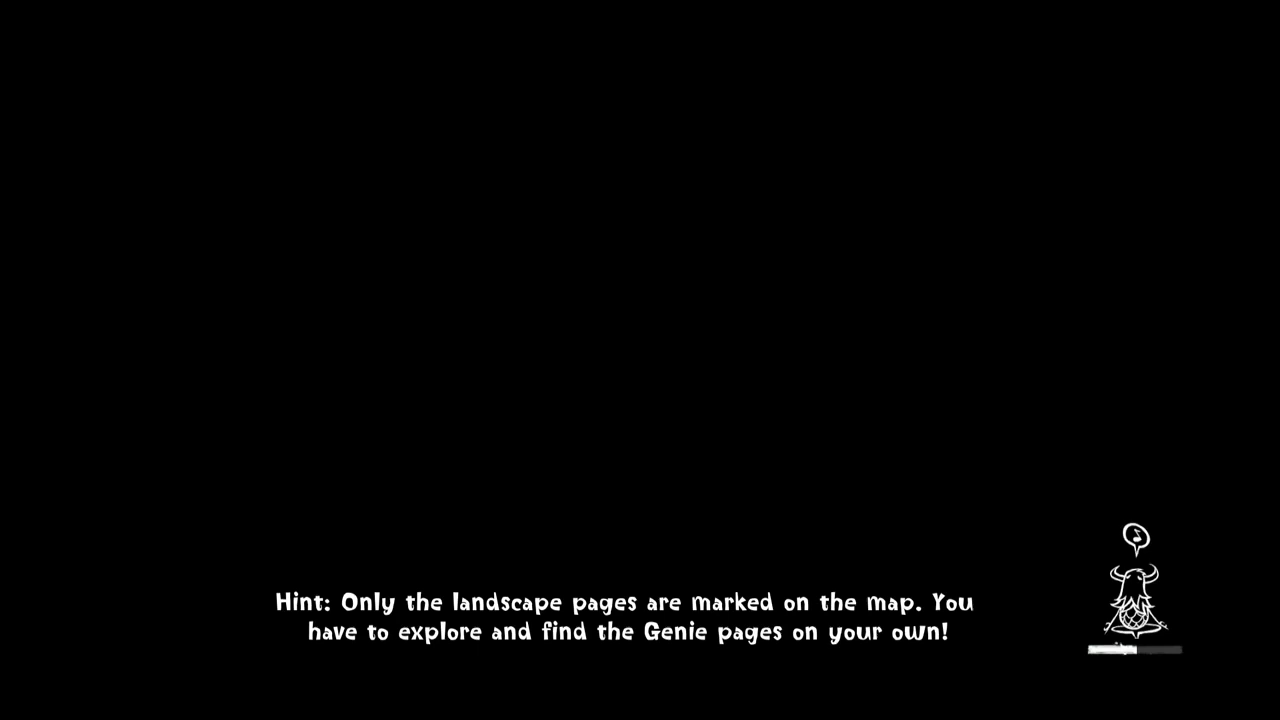 Hint: Only the landscape pages are marked on the map. You
have to explore and find the Genie pages on your own!